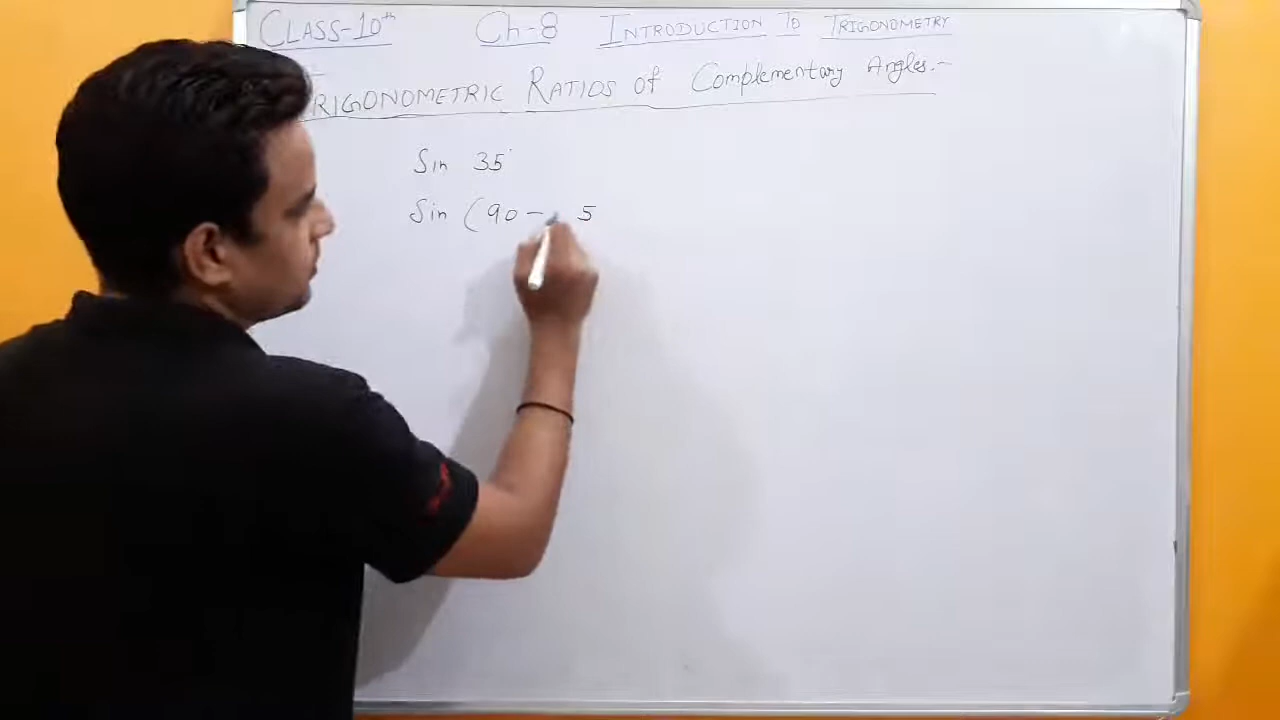 CLASS-10th Ch-8 INTRODUCTION TO TRIGONOMETRY
TRIGONOMETRIC RATIOS of Complementary Angles.-
Sin 35°
Sin (90 - 5